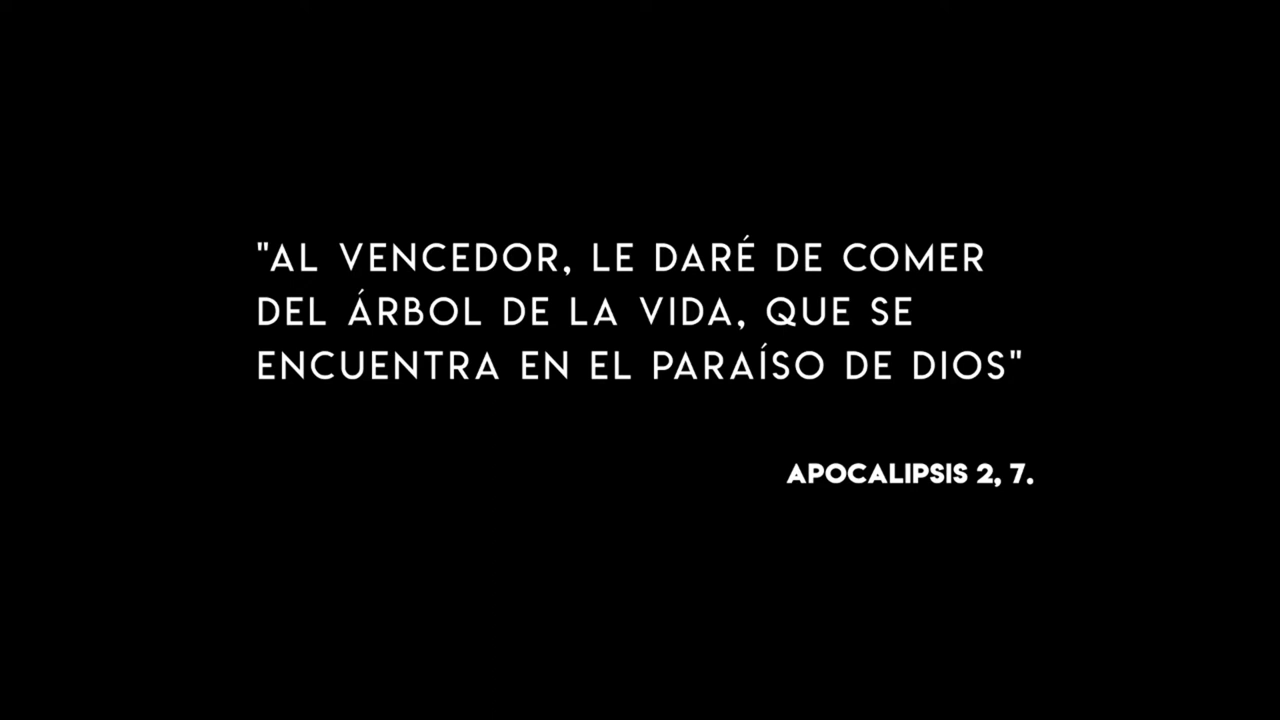 "AL VENCEDOR, LE DARÉ DE COMER
DEL ÁRBOL DE LA VIDA, QUE SE
ENCUENTRA EN EL PARAÍSO DE DIOS"
APOCALIPSIS 2, 7.